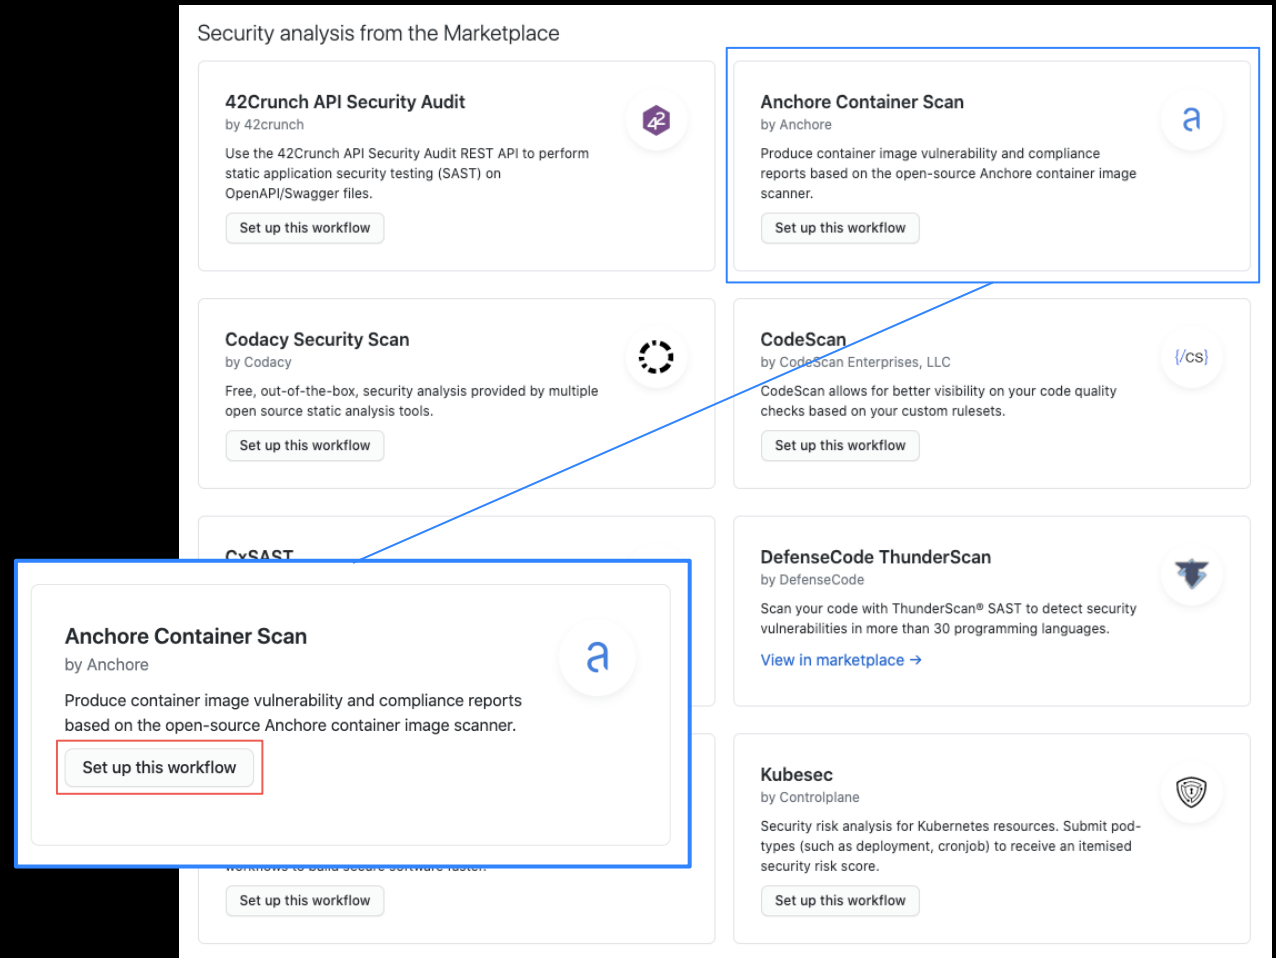 Security analysis from the Marketplace
42Crunch API Security Audit
by 42crunch
Use the 42Crunch API Security Audit REST API to perform
static application security testing (SAST) on
OpenAPI/Swagger files.
Set up this workflow
42
Anchore Container Scan
by Anchore
Produce container image vulnerability and compliance
reports based on the open-source Anchore container image
scanner.
Set up this workflow
a
Codacy Security Scan
by Codacy
Free, out-of-the-box, security analysis provided by multiple
open source static analysis tools.
Set up this workflow
CodeScan
by CodeScan Enterprises, LLC
CodeScan allows for better visibility on your code quality
checks based on your custom rulesets.
Set up this workflow
{/cs}
CxSAST
DefenseCode ThunderScan
by DefenseCode
Scan your code with ThunderScan® SAST to detect security
vulnerabilities in more than 30 programming languages.
View in marketplace →
Anchore Container Scan
by Anchore
Produce container image vulnerability and compliance reports
based on the open-source Anchore container image scanner.
Set up this workflow
a
workflows to build secure software faster.
Set up this workflow
Kubesec
by Controlplane
Security risk analysis for Kubernetes resources. Submit pod-
types (such as deployment, cronjob) to receive an itemised
security risk score.
Set up this workflow